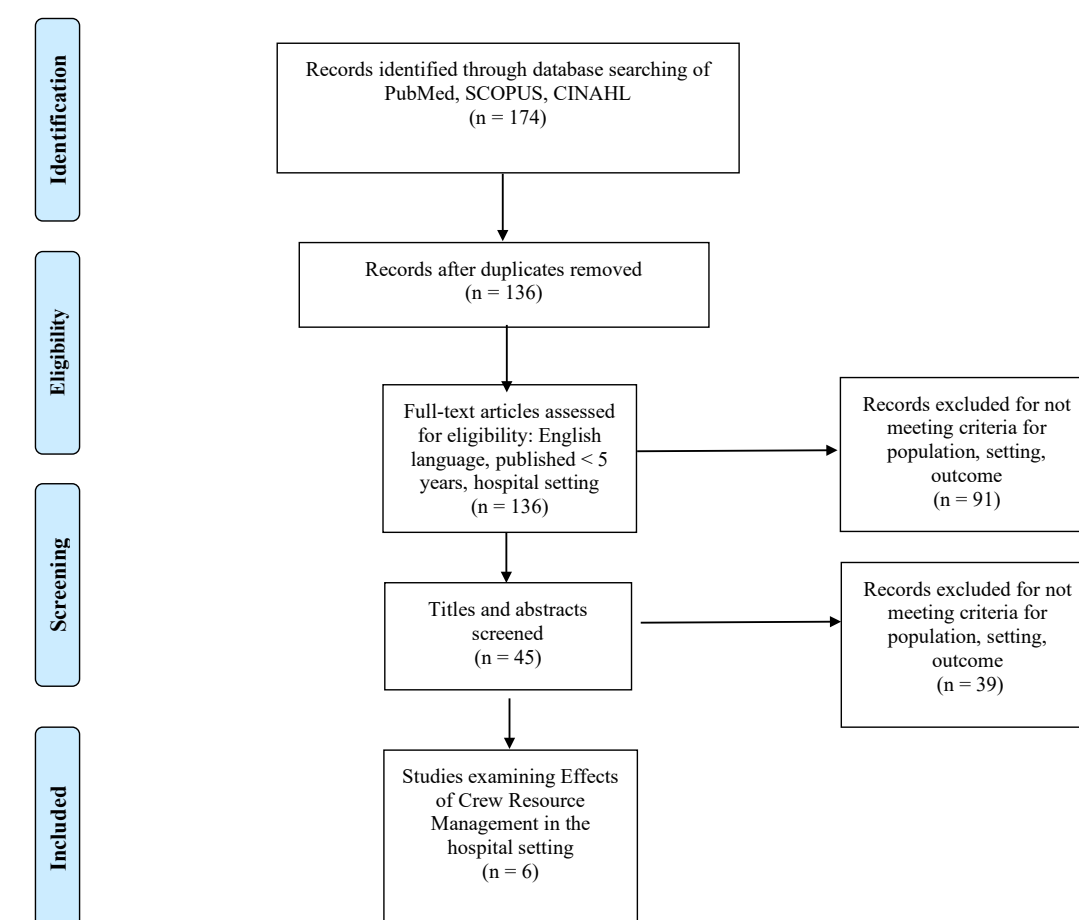 Identification
Records identified through database searching of
PubMed, SCOPUS, CINAHL
(n = 174)
Eligibility
Records after duplicates removed
(n = 136)
Full-text articles assessed
for eligibility: English
language, published < 5
years, hospital setting
(n = 136)
Records excluded for not
meeting criteria for
population, setting,
outcome
(n = 91)
Screening
Titles and abstracts
screened
(n = 45)
Records excluded for not
meeting criteria for
population, setting,
outcome
(n = 39)
Included
Studies examining Effects
of Crew Resource
Management in the
hospital setting
(n = 6)